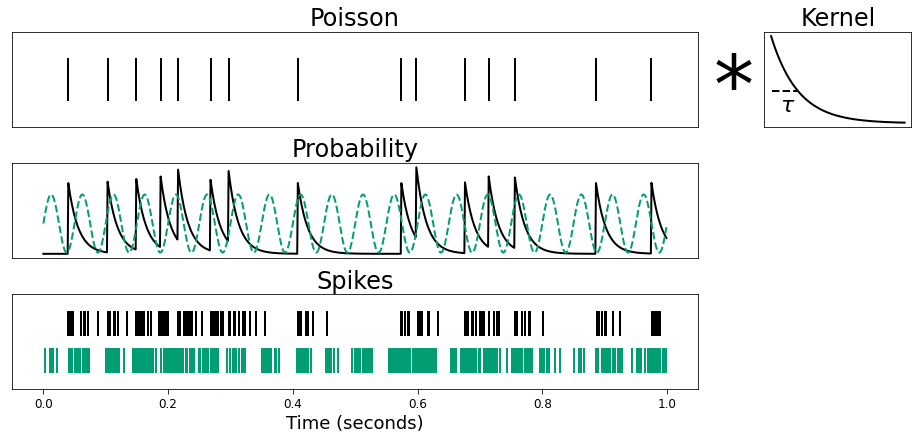 Poisson
Kernel
*
τ
Probability
Spikes
0.0 0.2 0.4 0.6 0.8 1.0
Time (seconds)